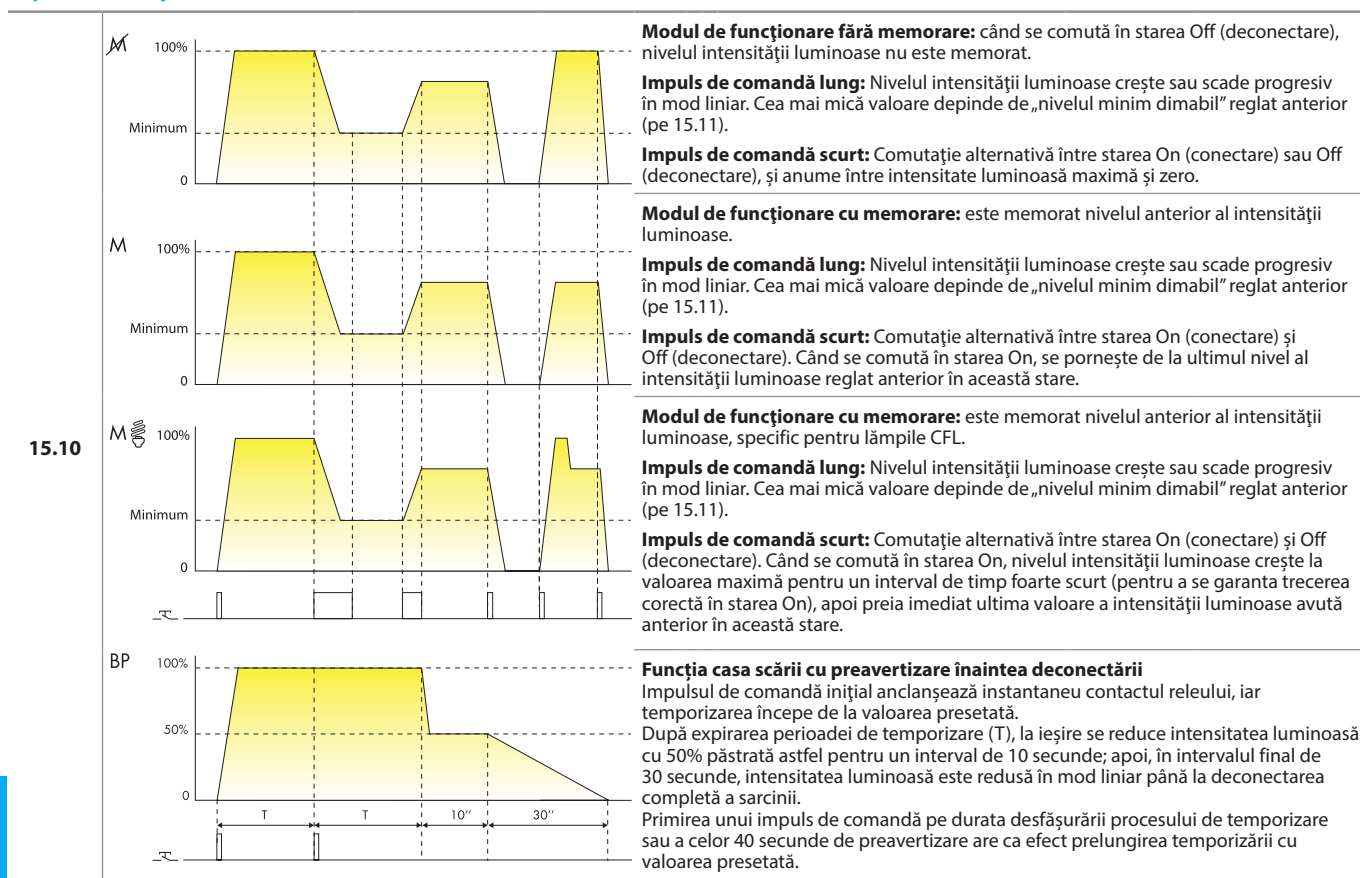 M
100%
Minimum
0
Modul de funcţionare fără memorare: când se comută în starea Off (deconectare),
nivelul intensităţii luminoase nu este memorat.
Impuls de comandă lung: Nivelul intensităţii luminoase crește sau scade progresiv
în mod liniar. Cea mai mică valoare depinde de „nivelul minim dimabil” reglat anterior
(pe 15.11).
Impuls de comandă scurt: Comutaţie alternativă între starea On (conectare) sau Off
(deconectare), și anume între intensitate luminoasă maximă și zero.
M
100%
Minimum
0
Modul de funcţionare cu memorare: este memorat nivelul anterior al intensităţii
luminoase.
Impuls de comandă lung: Nivelul intensităţii luminoase crește sau scade progresiv
în mod liniar. Cea mai mică valoare depinde de „nivelul minim dimabil” reglat anterior
(pe 15.11).
Impuls de comandă scurt: Comutaţie alternativă între starea On (conectare) și
Off (deconectare). Când se comută în starea On, se pornește de la ultimul nivel al
intensităţii luminoase reglat anterior în această stare.
15.10
M
100%
Minimum
0
Modul de funcţionare cu memorare: este memorat nivelul anterior al intensităţii
luminoase, specific pentru lămpile CFL.
Impuls de comandă lung: Nivelul intensităţii luminoase crește sau scade progresiv
în mod liniar. Cea mai mică valoare depinde de „nivelul minim dimabil” reglat anterior
(pe 15.11).
Impuls de comandă scurt: Comutaţie alternativă între starea On (conectare) și Off
(deconectare). Când se comută în starea On, nivelul intensităţii luminoase crește la
valoarea maximă pentru un interval de timp foarte scurt (pentru a se garanta trecerea
corectă în starea On), apoi preia imediat ultima valoare a intensităţii luminoase avută
anterior în această stare.
BP
100%
50%
0
T
T
10’’
30’’
Funcția casa scării cu preavertizare înaintea deconectării
Impulsul de comandă iniţial anclanșează instantaneu contactul releului, iar
temporizarea începe de la valoarea presetată.
După expirarea perioadei de temporizare (T), la ieșire se reduce intensitatea luminoasă
cu 50% păstrată astfel pentru un interval de 10 secunde; apoi, în intervalul final de
30 secunde, intensitatea luminoasă este redusă în mod liniar până la deconectarea
completă a sarcinii.
Primirea unui impuls de comandă pe durata desfășurării procesului de temporizare
sau a celor 40 secunde de preavertizare are ca efect prelungirea temporizării cu
valoarea presetată.